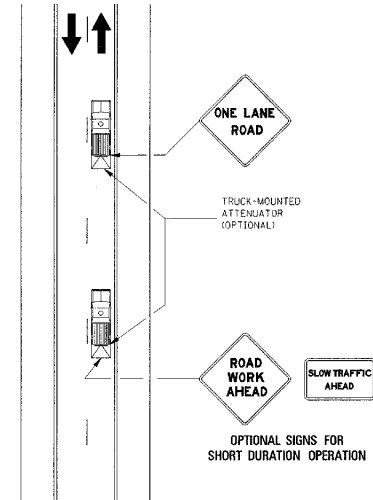 ONE LANE
ROAD
TRUCK-MOUNTED
ATTENUATOR
(OPTIONAL)
ROAD
WORK
AHEAD
SLOW TRAFFIC
AHEAD
OPTIONAL SIGNS FOR
SHORT DURATION OPERATION